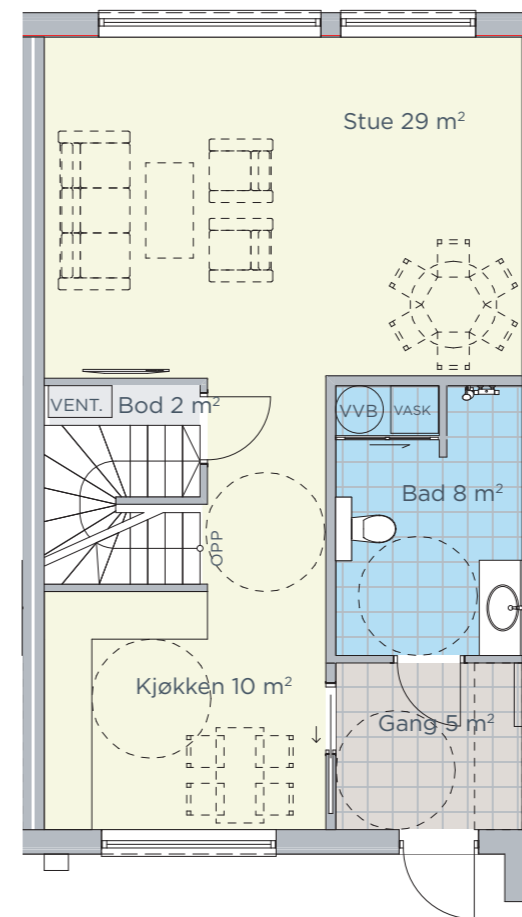 Stue 29 m²
VENT.
Bod 2 m²
VVB
VASK
Bad 8 m²
OPP
Kjøkken 10 m²
Gang 5 m²